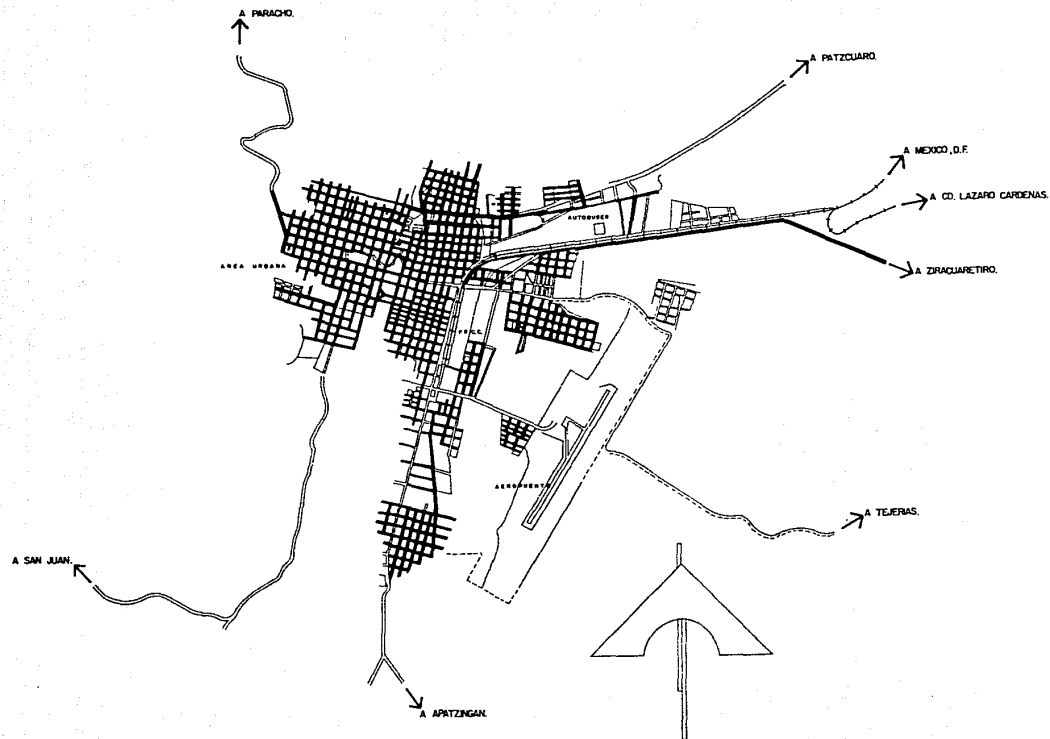 A PARACHO.
A PATZCUARO.
A MEXICO, D.F.
A CD. LAZARO CARDENAS.
AUTOBUSES
AREA URBANA
A ZIRACUARETIRO.
AEROPUERTO
A TEJERIAS.
A SAN JUAN.
A APATZINGAN.